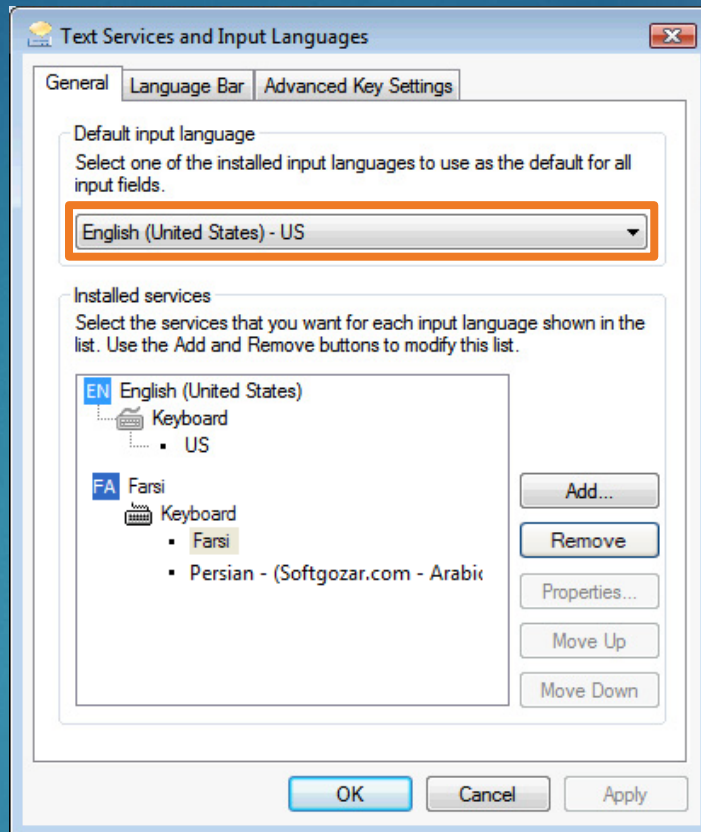 Text Services and Input Languages
General
Language Bar
Advanced Key Settings
Default input language
Select one of the installed input languages to use as the default for all
input fields.
English (United States) - US
Installed services
Select the services that you want for each input language shown in the
list. Use the Add and Remove buttons to modify this list.
EN English (United States)
Keyboard
US
FA Farsi
Keyboard
Farsi
Persian - (Softgozar.com - Arabic
Add...
Remove
Properties...
Move Up
Move Down
OK
Cancel
Apply